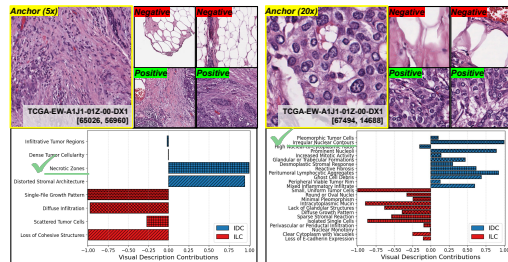 Anchor (5x)
Negative
Negative
Positive
Positive
TCGA-EW-A1J1-01Z-00-DX1
[65026, 56960]
Infiltrative Tumor Regions
Dense Tumor Cellularity
Necrotic Zones
Distorted Stromal Architecture
Single-File Growth Pattern
Diffuse Infiltration
Scattered Tumor Cells
Loss of Cohesive Structures
IDC
ILC
−1.00 −0.75 −0.50 −0.25 0.00 0.25 0.50 0.75 1.00
Visual Description Contributions
Anchor (20x)
Negative
Negative
Positive
Positive
TCGA-EW-A1J1-01Z-00-DX1
[67494, 14688]
Pleomorphic Tumor Cells
Irregular Nuclear Contours
High Nuclear-Cytoplasmic Ratio
Prominent Nucleoli
Increased Mitotic Activity
Glandular or Trabecular Formations
Desmoplastic Stromal Response
Reactive Fibrosis
Peritumoral Lymphocytic Aggregates
Ghost Cell Debris
Peripheral Viable Tumor Rim
Mixed Inflammatory Infiltrate
Small, Uniform Tumor Cells
Round or Oval Nuclei
Minimal Pleomorphism
Intracytoplasmic Mucin
Lack of Glandular Structures
Diffuse Growth Pattern
Sparse Stromal Reaction
Isolated Single Cells
Perivascular or Periductal Infiltration
Nuclear Monotony
Clear Cytoplasm with Vacuoles
Loss of E-cadherin Expression
IDC
ILC
−1.00 −0.75 −0.50 −0.25 0.00 0.25 0.50 0.75 1.00
Visual Description Contributions